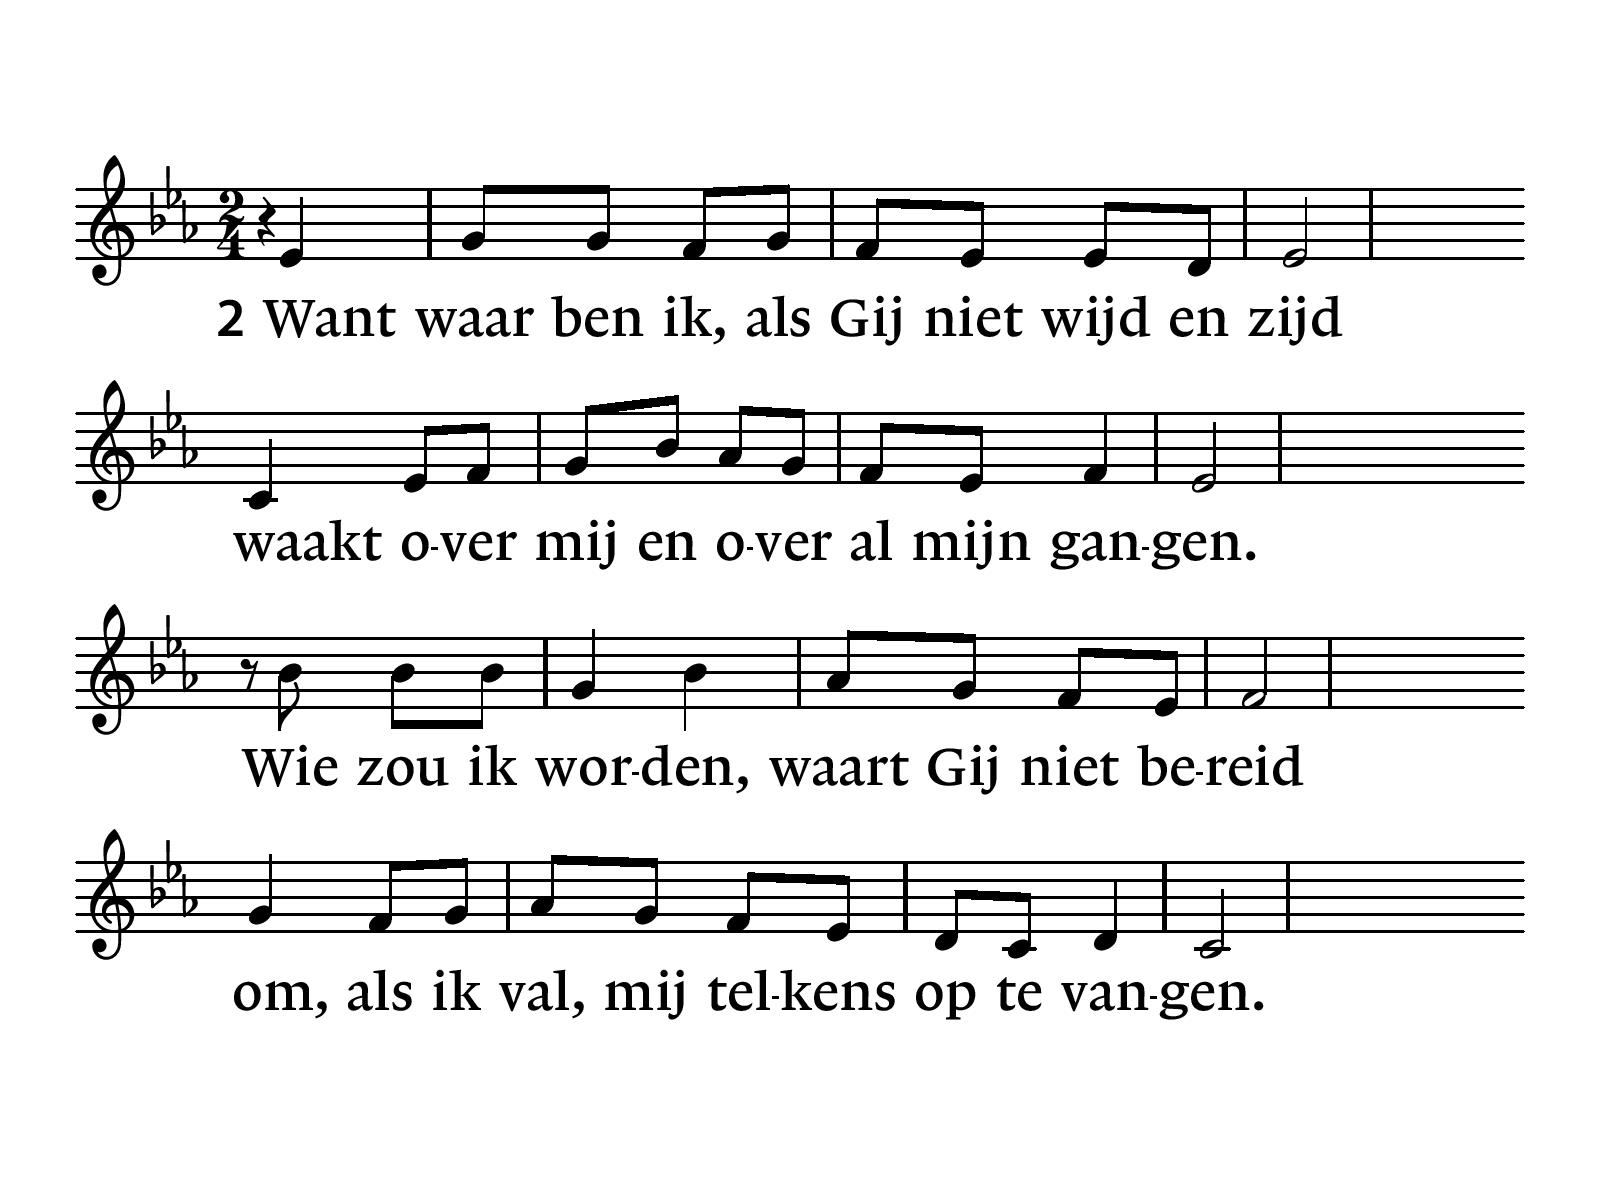 2 Want waar ben ik, als Gij niet wijd en zijd
waakt o-ver mij en o-ver al mijn gan-gen.
Wie zou ik wor-den, waart Gij niet be-reid
om, als ik val, mij tel-kens op te van-gen.